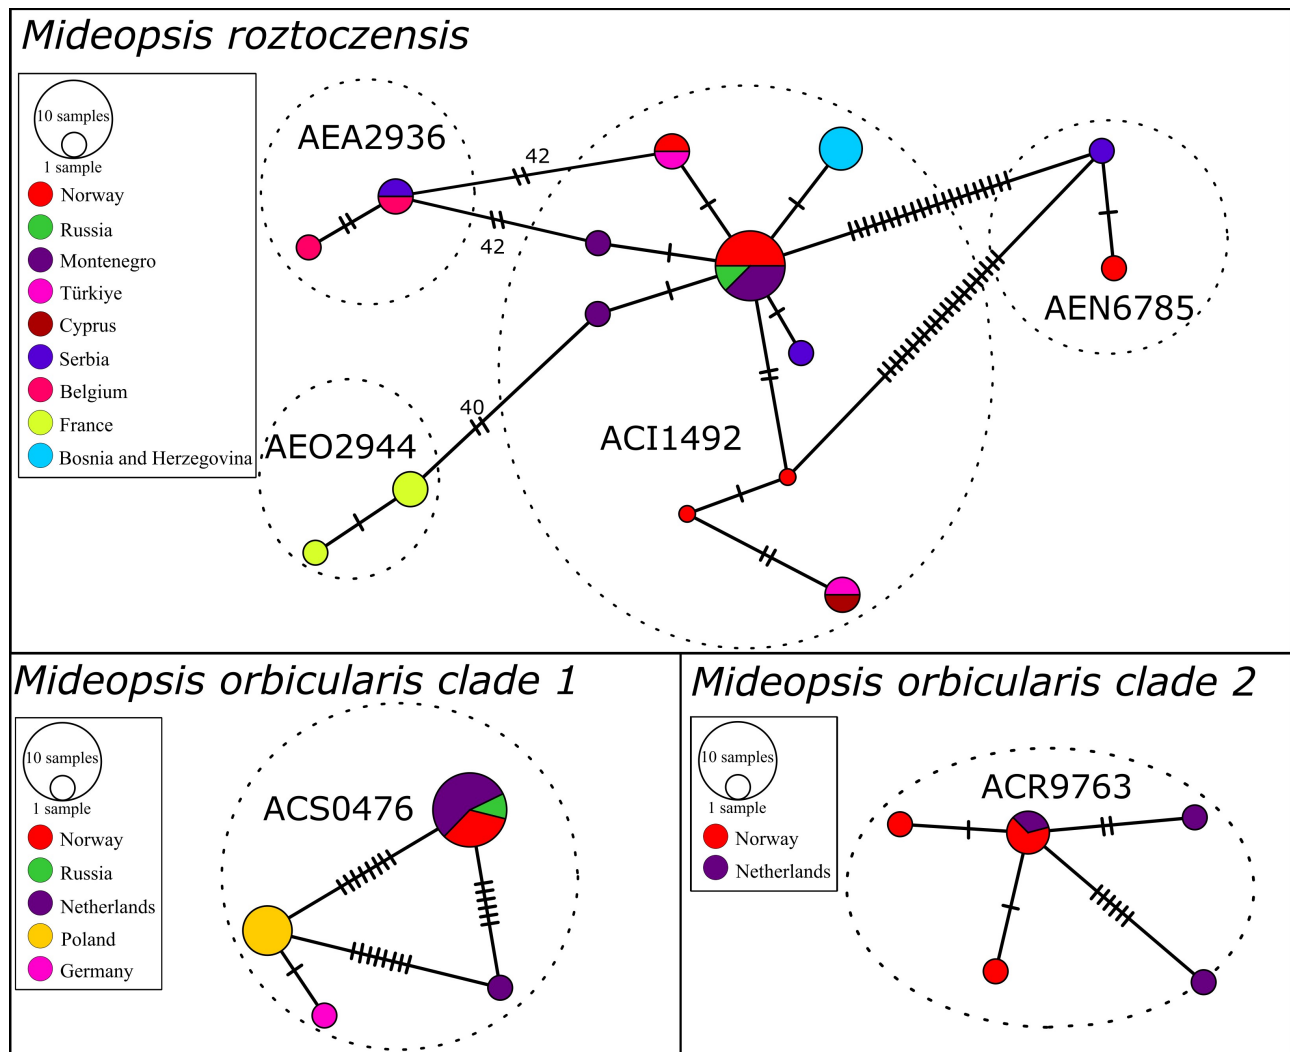 Mideopsis roztoczensis
10 samples
1 sample
Norway
Russia
Montenegro
Türkiye
Cyprus
Serbia
Belgium
France
Bosnia and Herzegovina
AEA2936
42
42
40
AEO2944
ACI1492
AEN6785
Mideopsis orbicularis clade 1
10 samples
1 sample
Norway
Russia
Netherlands
Poland
Germany
ACS0476
Mideopsis orbicularis clade 2
10 samples
1 sample
Norway
Netherlands
ACR9763